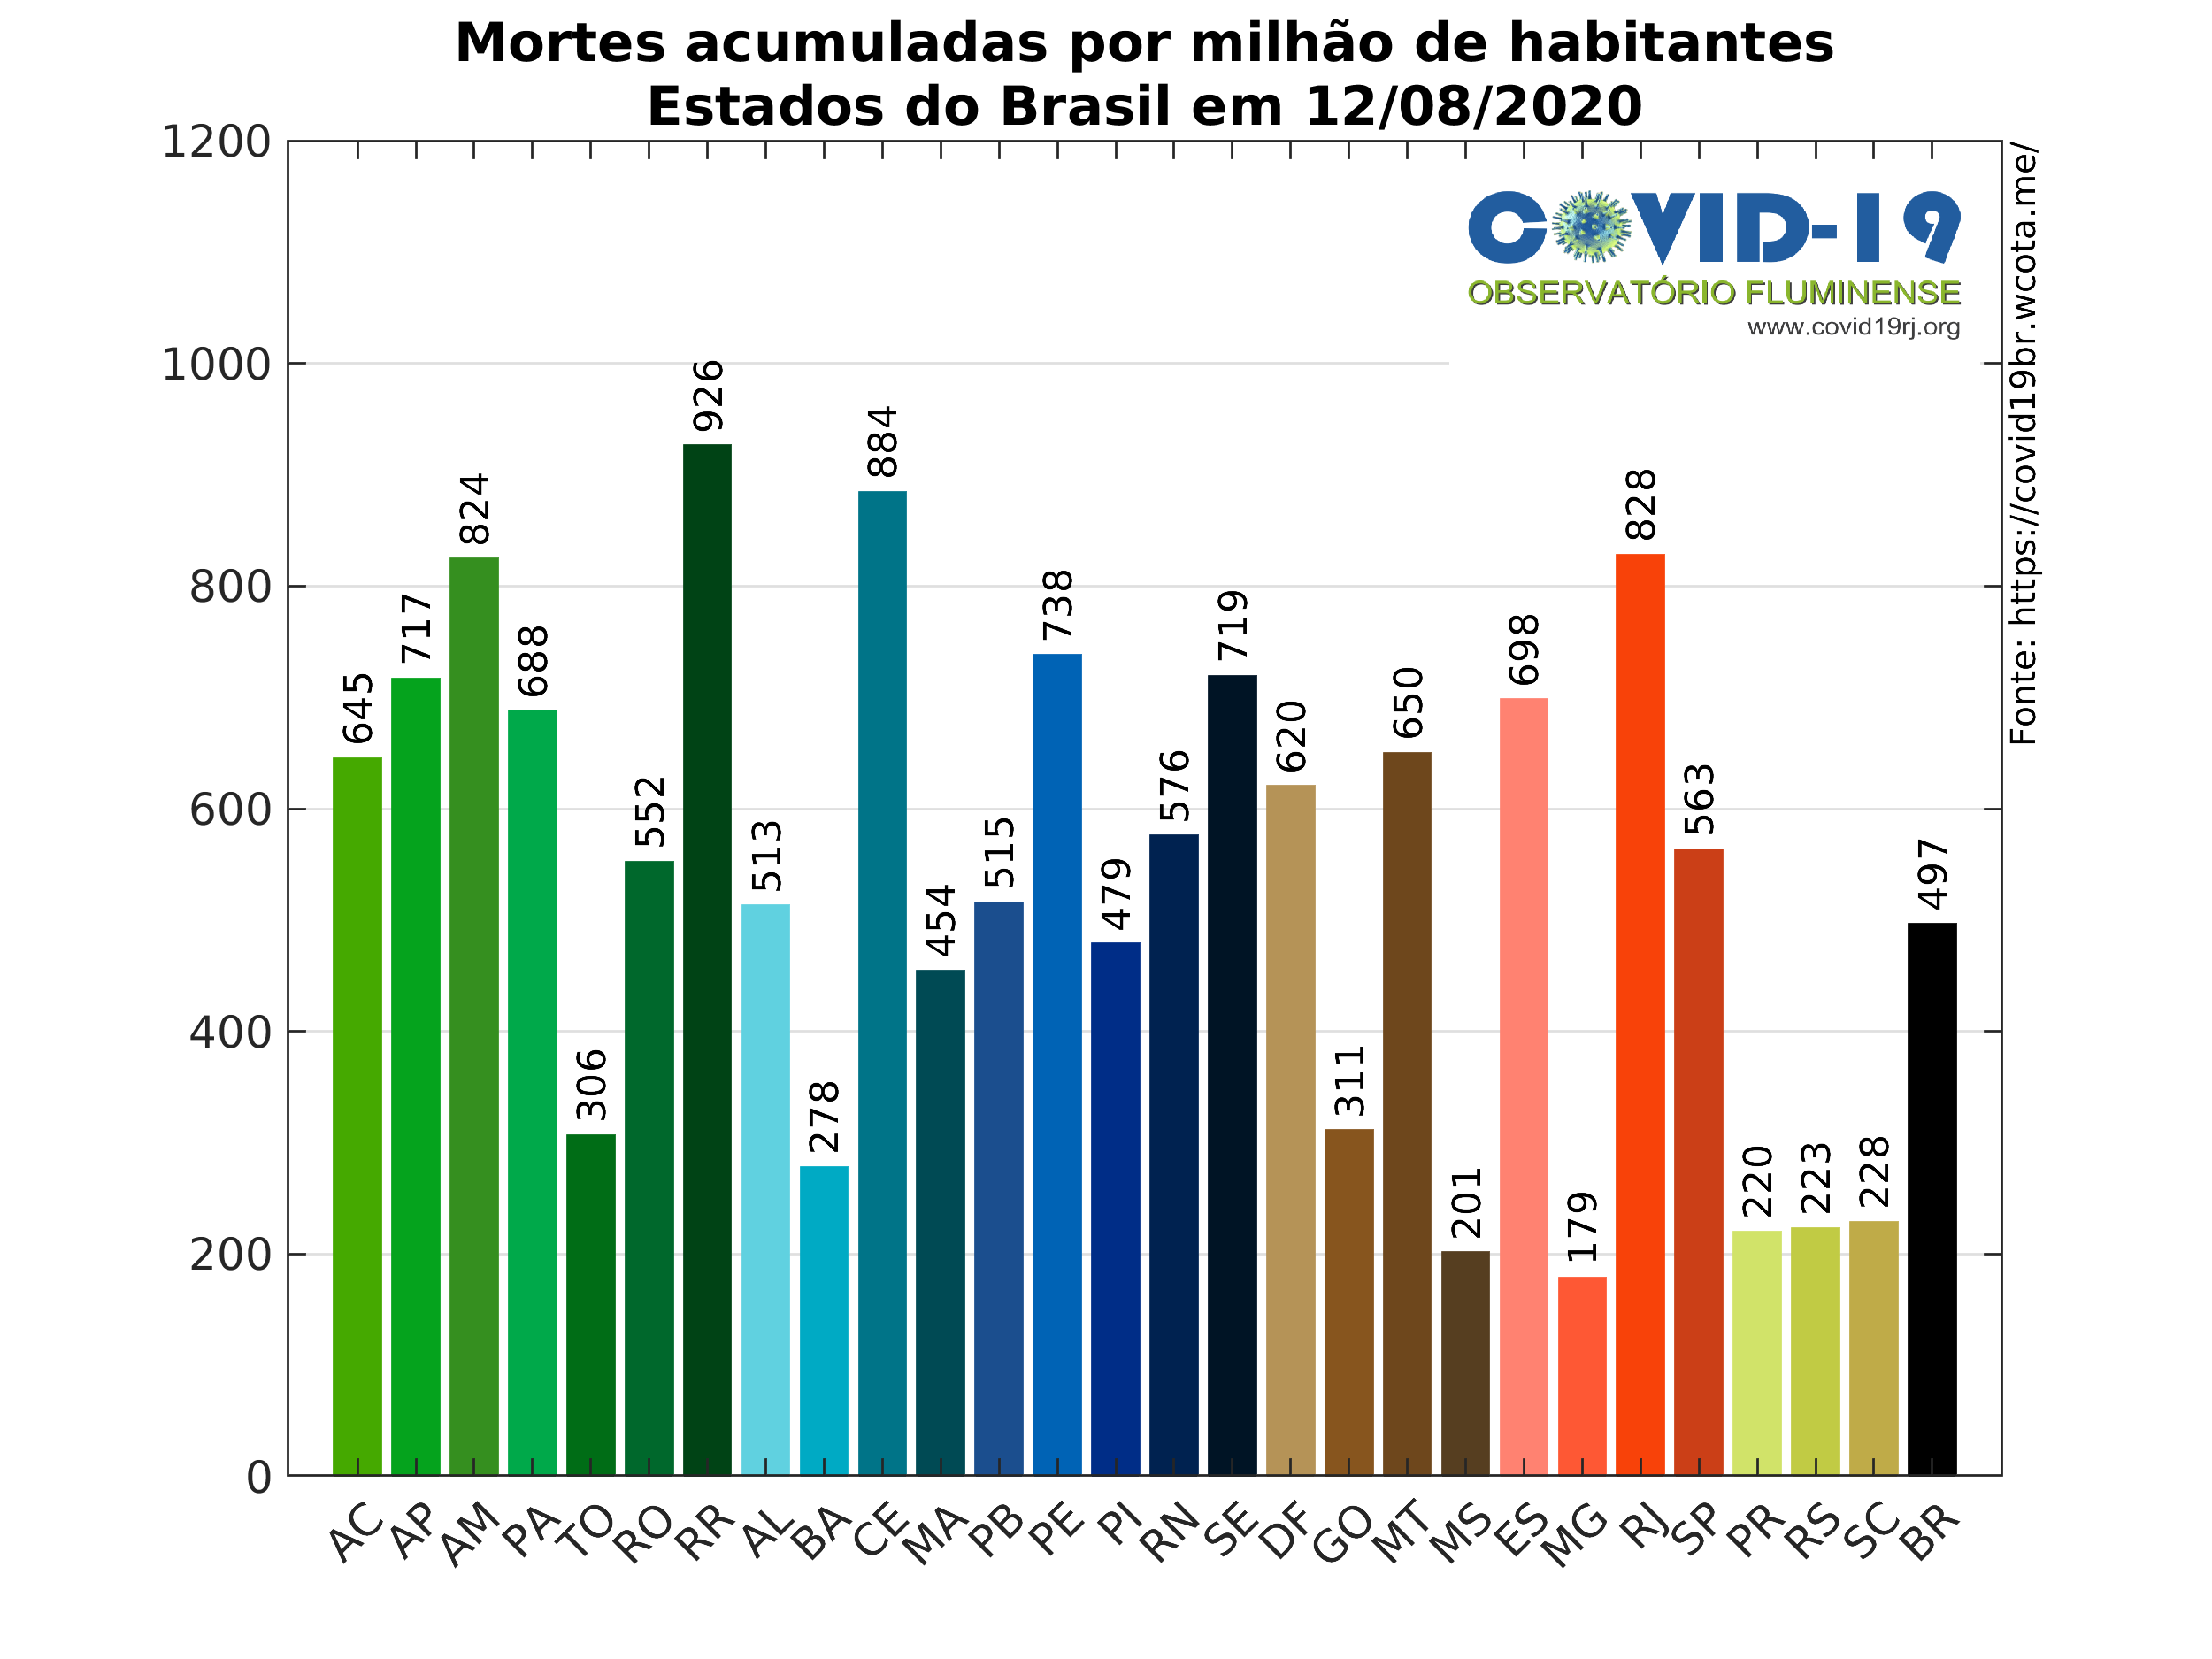 Mortes acumuladas por milhão de habitantes
Estados do Brasil em 12/08/2020
1200
1000
800
600
400
200
0
COVID-19
OBSERVATÓRIO FLUMINENSE
www.covid19rj.org
Fonte: https://covid19br.wcota.me/
645
717
824
688
306
552
926
513
278
884
454
515
738
479
576
719
620
311
650
201
698
179
828
563
220
223
228
497
AC
AP
AM
PA
TO
RO
RR
AL
BA
CE
MA
PB
PE
PI
RN
SE
DF
GO
MT
MS
ES
MG
RJ
SP
PR
RS
SC
BR